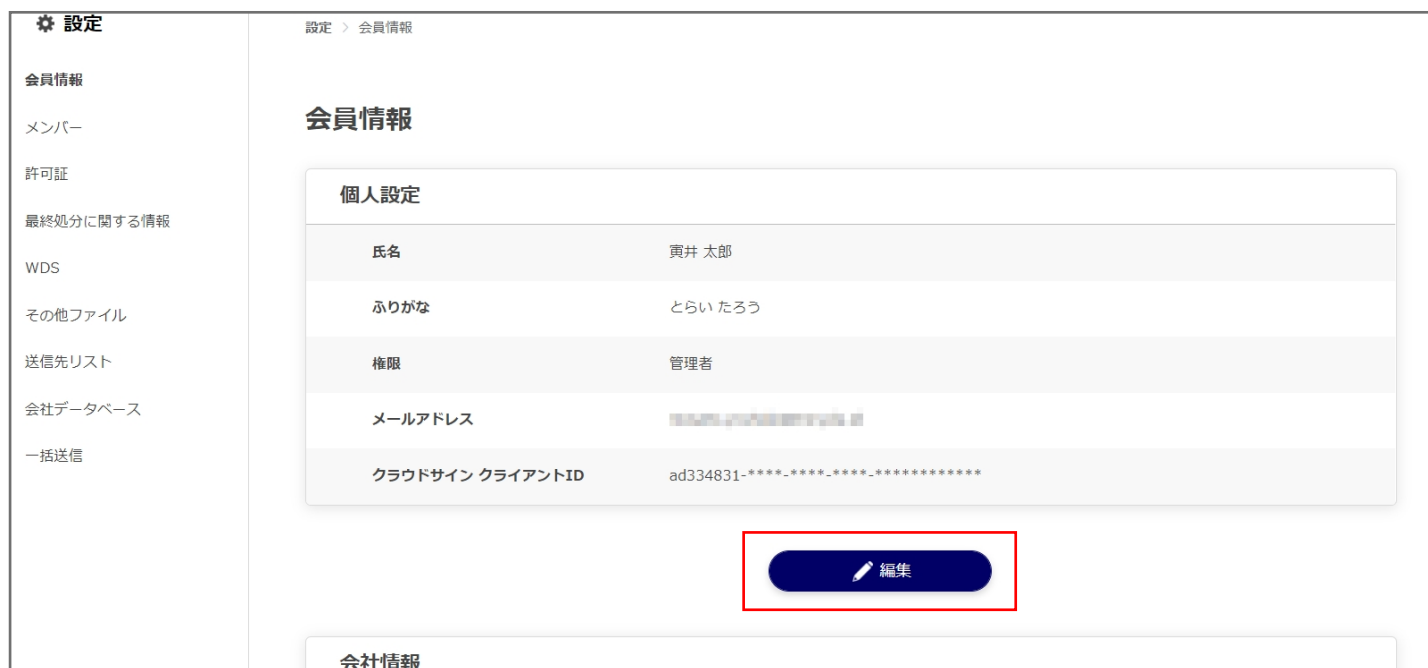 設定
会員情報
メンバー
許可証
最終処分に関する情報
WDS
その他ファイル
送信先リスト
会社データベース
一括送信
設定 > 会員情報
会員情報
個人設定
氏名 寅井 太郎
ふりがな とらい たろう
権限 管理者
メールアドレス
クラウドサイン クライアントID ad334831-****-****-****-************
編集
会社情報